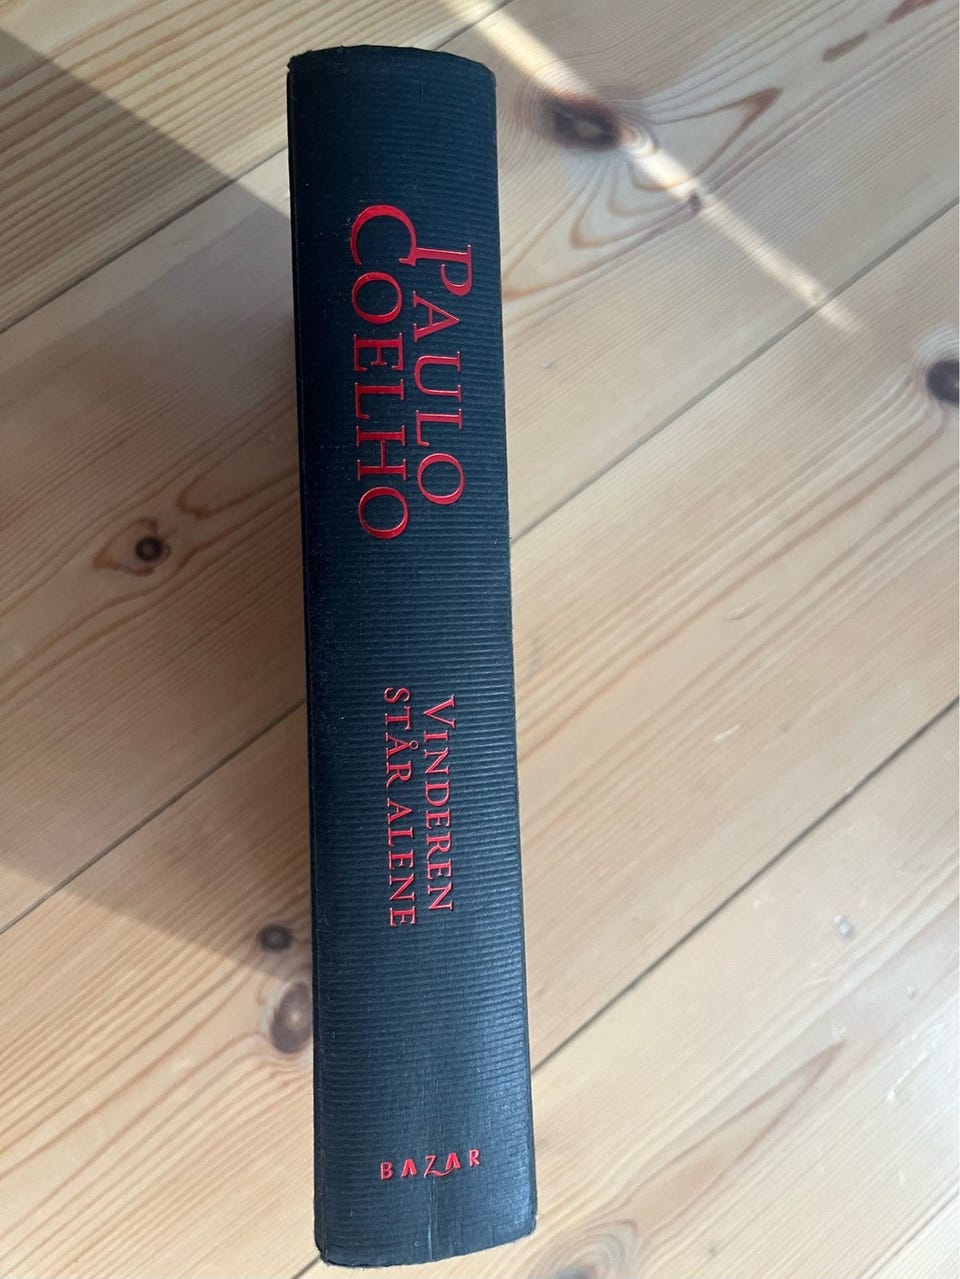 PAULO
COELHO
VINDEREN
STÅR ALENE
BAZAR